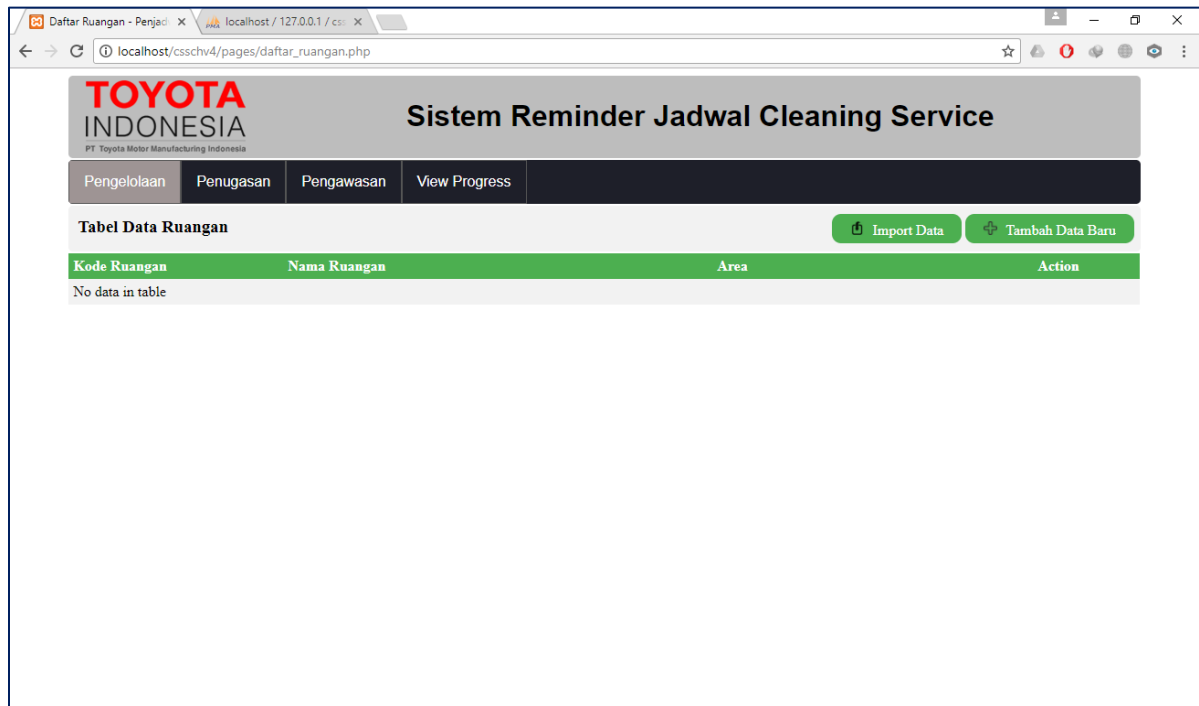 Daftar Ruangan - Penjad
localhost / 127.0.0.1 / css
localhost/csschv4/pages/daftar_ruangan.php
TOYOTA
INDONESIA
PT Toyota Motor Manufacturing Indonesia
Sistem Reminder Jadwal Cleaning Service
Pengelolaan Penugasan Pengawasan View Progress
Tabel Data Ruangan Import Data Tambah Data Baru
Kode Ruangan Nama Ruangan Area Action
No data in table